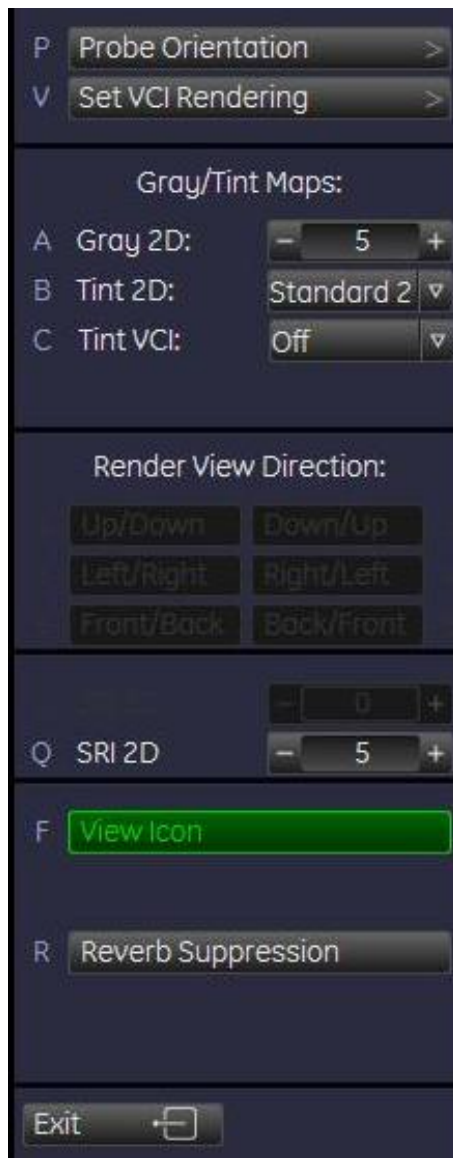 P Probe Orientation >
V Set VCI Rendering >
Gray/Tint Maps:
A Gray 2D: - 5 +
B Tint 2D: Standard 2
C Tint VCI: Off
Render View Direction:
Up/Down Down/Up
Left/Right Right/Left
Front/Back Back/Front
- 0 +
Q SRI 2D - 5 +
F View Icon
R Reverb Suppression
Exit